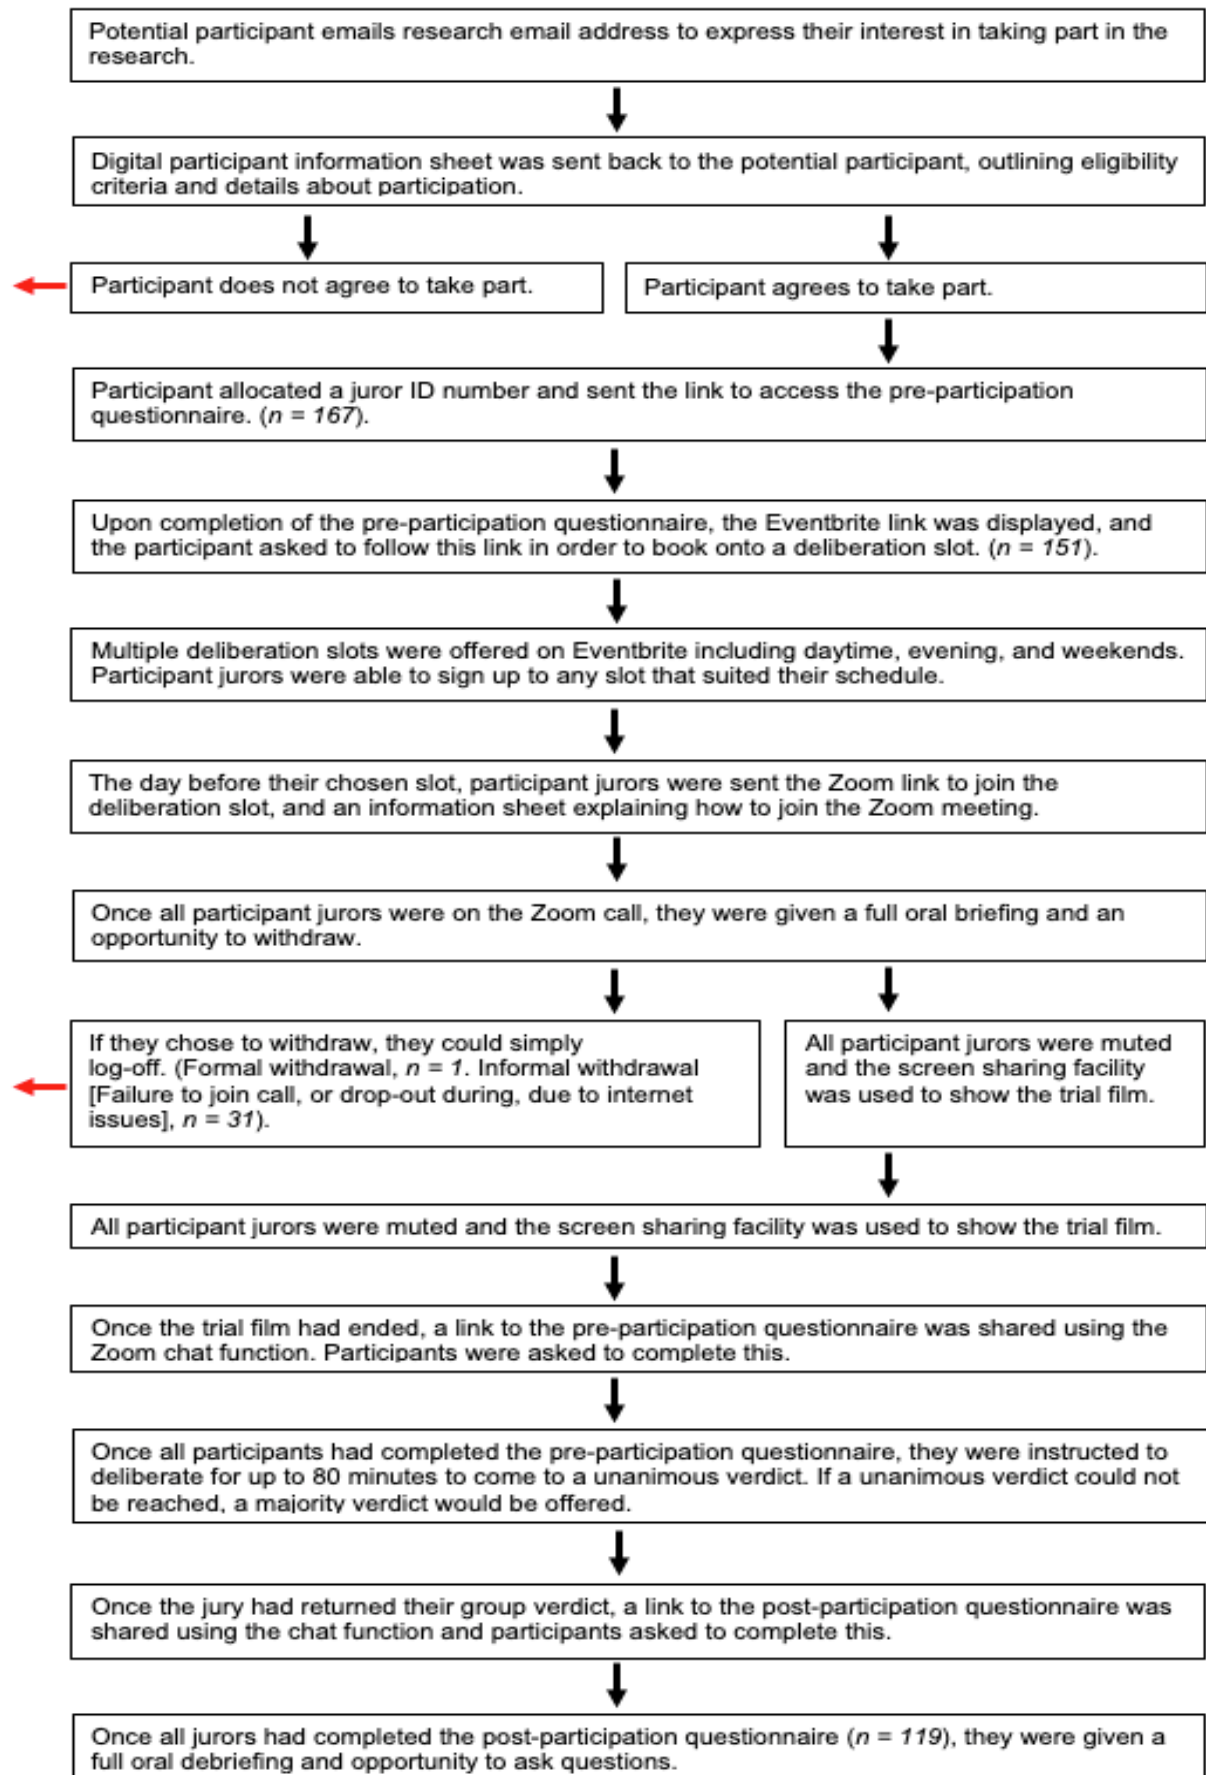 Potential participant emails research email address to express their interest in taking part in the
research.
Digital participant information sheet was sent back to the potential participant, outlining eligibility
criteria and details about participation.
Participant does not agree to take part.
Participant agrees to take part.
Participant allocated a juror ID number and sent the link to access the pre-participation
questionnaire. (n = 167).
Upon completion of the pre-participation questionnaire, the Eventbrite link was displayed, and
the participant asked to follow this link in order to book onto a deliberation slot. (n = 151).
Multiple deliberation slots were offered on Eventbrite including daytime, evening, and weekends.
Participant jurors were able to sign up to any slot that suited their schedule.
The day before their chosen slot, participant jurors were sent the Zoom link to join the
deliberation slot, and an information sheet explaining how to join the Zoom meeting.
Once all participant jurors were on the Zoom call, they were given a full oral briefing and an
opportunity to withdraw.
If they chose to withdraw, they could simply
log-off. (Formal withdrawal, n = 1. Informal withdrawal
[Failure to join call, or drop-out during, due to internet
issues], n = 31).
All participant jurors were muted
and the screen sharing facility
was used to show the trial film.
All participant jurors were muted and the screen sharing facility was used to show the trial film.
Once the trial film had ended, a link to the pre-participation questionnaire was shared using the
Zoom chat function. Participants were asked to complete this.
Once all participants had completed the pre-participation questionnaire, they were instructed to
deliberate for up to 80 minutes to come to a unanimous verdict. If a unanimous verdict could not
be reached, a majority verdict would be offered.
Once the jury had returned their group verdict, a link to the post-participation questionnaire was
shared using the chat function and participants asked to complete this.
Once all jurors had completed the post-participation questionnaire (n = 119), they were given a
full oral debriefing and opportunity to ask questions.